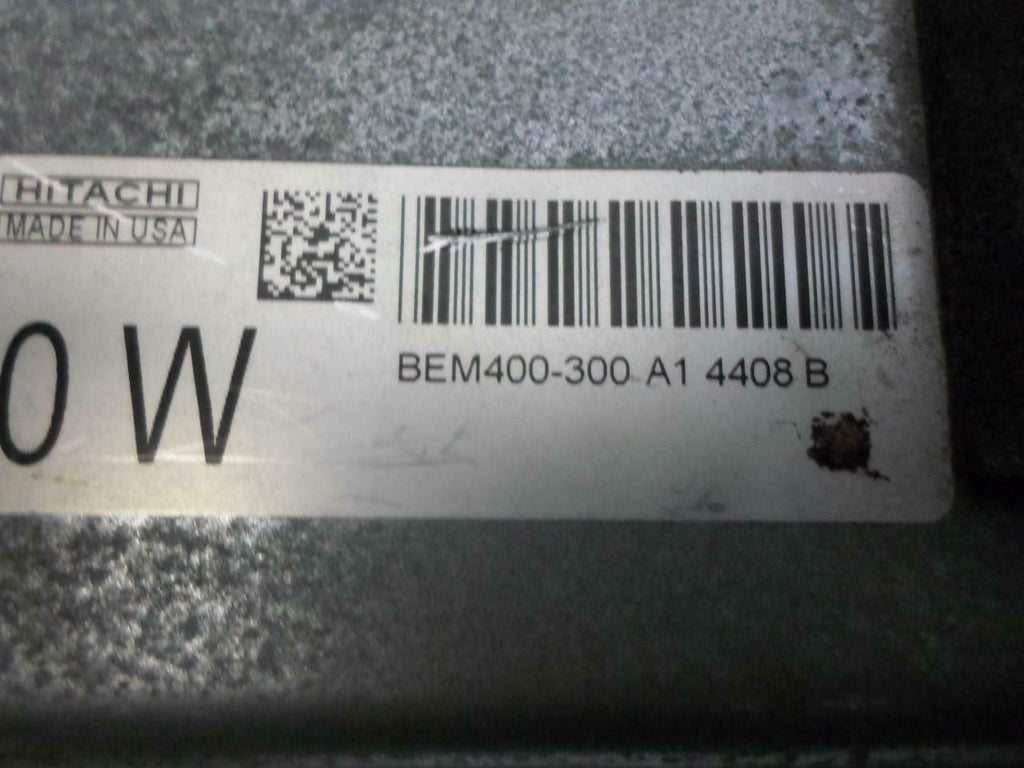 HITACHI
MADE IN USA
0 W
BEM400-300 A1 4408 B